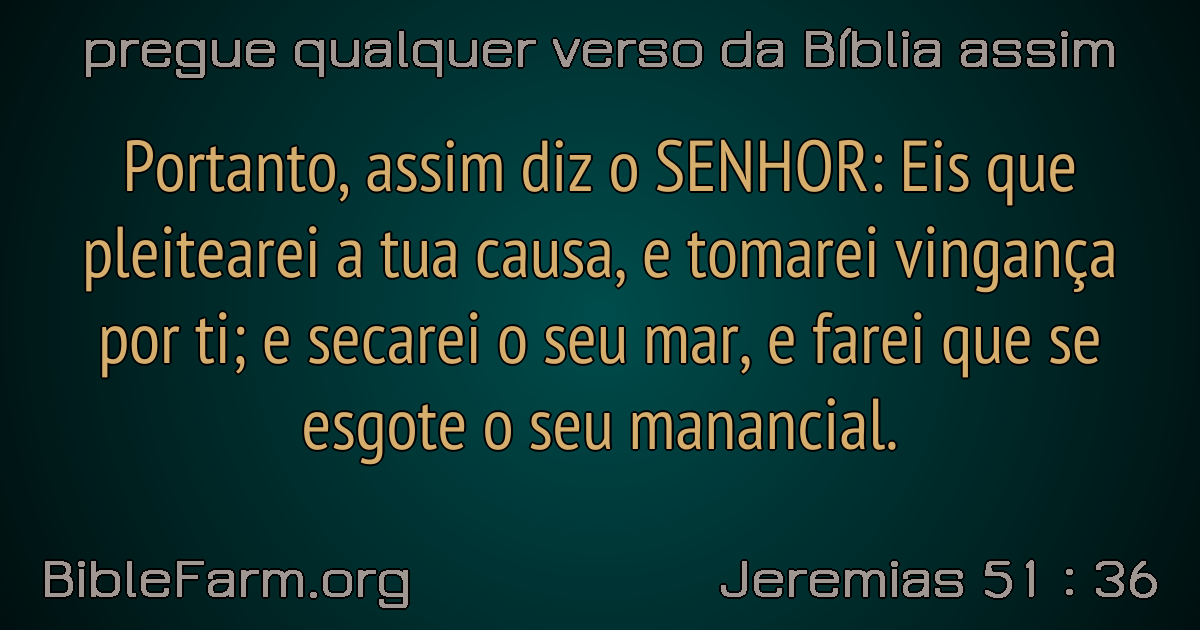 pregue qualquer verso da Bíblia assim
Portanto, assim diz o SENHOR: Eis que
pleitearei a tua causa, e tomarei vingança
por ti; e secarei o seu mar, e farei que se
esgote o seu manancial.
BibleFarm.org
Jeremias 51 : 36